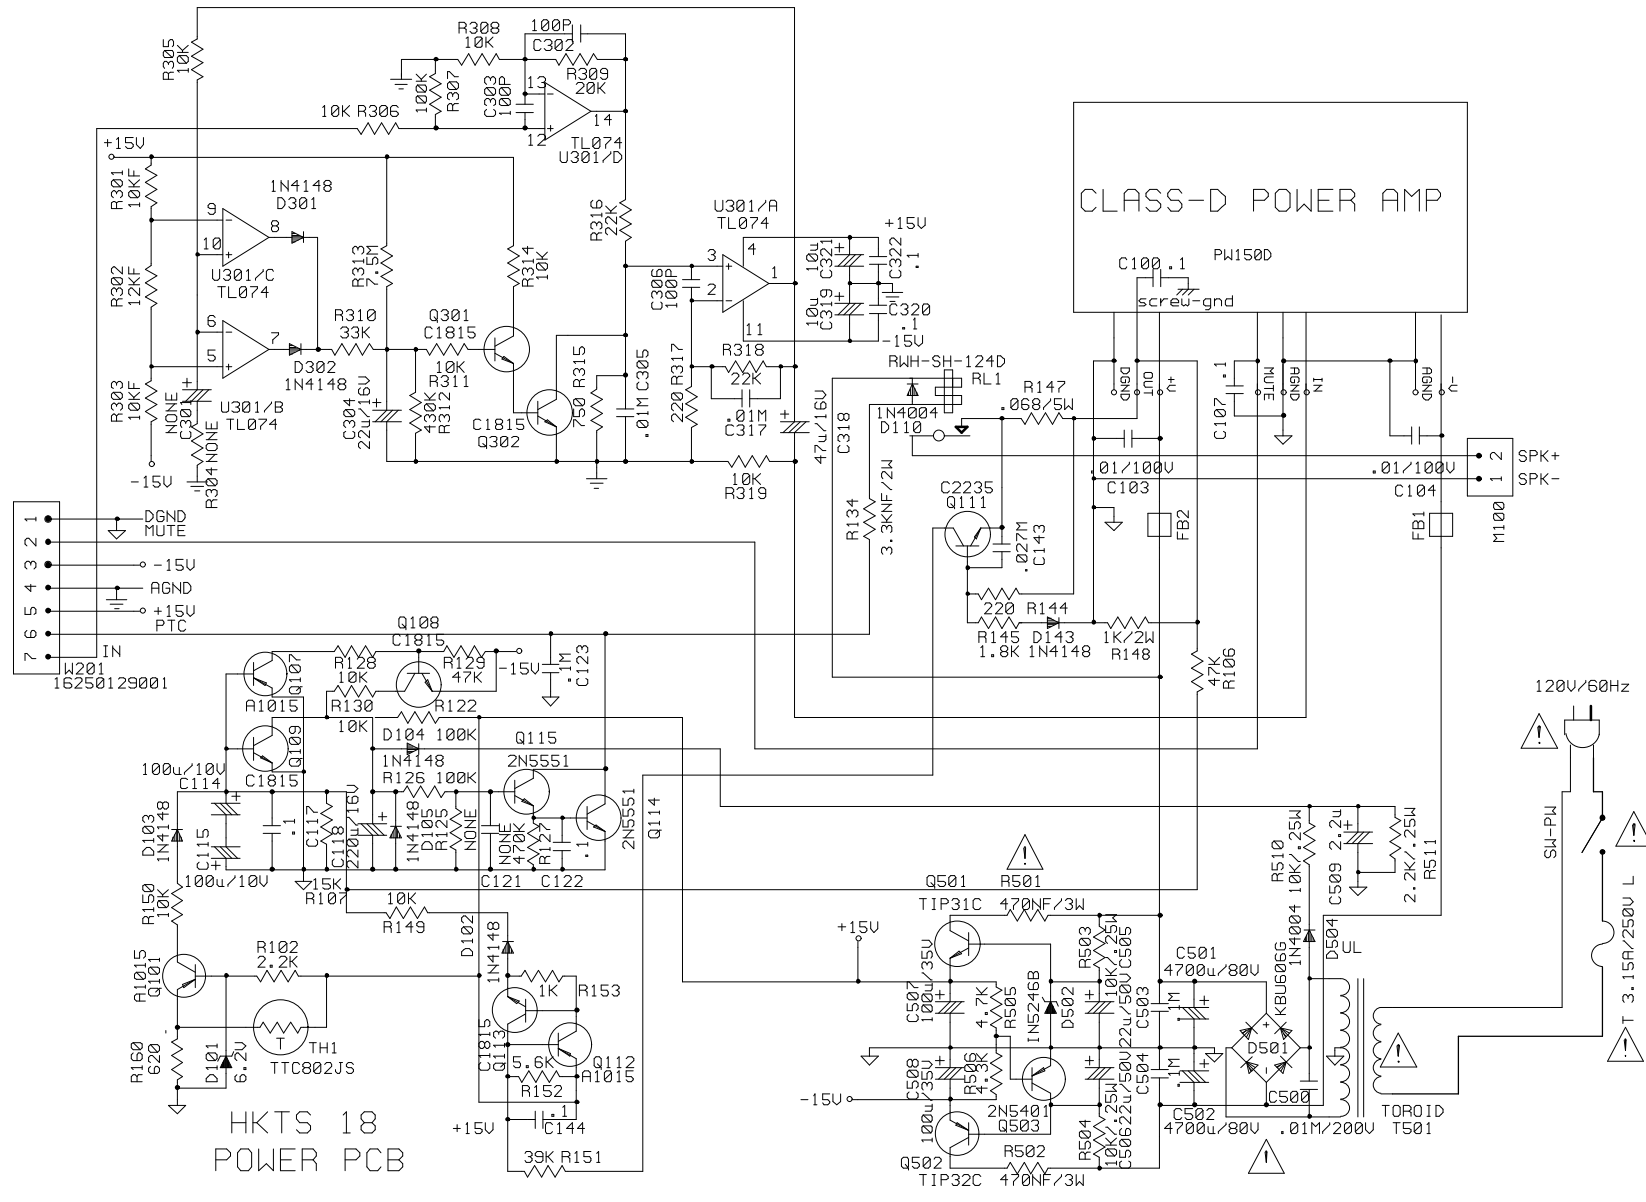 R305
10K
R308
10K
100P
C302
R309
20K
100K
R307
C303
100P
10K R306
13
12
14
TL074
U301/D
+15V
R301
10KF
1N4148
D301
9
10
8
U301/C
TL074
R302
12KF
R313
7.5M
R314
10K
R316
22K
U301/A
TL074
3
2
4
1
11
C306
100P
10u
C321
+15V
C322
.1
10u
C319
C320
.1
-15V
6
5
7
D302
1N4148
U301/B
TL074
R303
10KF
NONE
C301
R304 NONE
-15V
R310
33K
Q301
C1815
10K
R311
C304
22u/16V
430K
R312
C1815
Q302
750
R315
.01M
C305
220
R317
R318
22K
.01M
C317
10K
R319
47u/16V
C318
CLASS-D POWER AMP
PW150D
C100 .1
screw-gnd
DGND
OUT
+V
MUTE
AGND
IN
AGND
-V
C107
.1
RWH-SH-124D
RL1
1N4004
D110
R147
.068/5W
.01/100V
C103
.01/100V
C104
2
1
SPK+
SPK-
M100
FB2
FB1
R134
3.3KNF/2W
C2235
Q111
.027M
C143
220
R144
R145
1.8K
D143
1N4148
1K/2W
R148
47K
R106
1
2
3
4
5
6
7
DGND
MUTE
-15V
AGND
+15V
PTC
IN
W201
16250129001
Q107
A1015
Q109
C1815
R128
10K
Q108
C1815
R129
47K
-15V
.1M
C123
R130
10K
R122
100K
D104
1N4148
R126 100K
Q115
2N5551
2N5551
Q114
100u/10V
C114
C115
100u/10V
D103
1N4148
R150
10K
.1
C117
15K
R107
C118
220u/16V
1N4148
D105
R125
NONE
NONE
C121
470K
R127
.1
C122
10K
R149
D102
1N4148
A1015
Q101
R102
2.2K
T
TH1
TTC802JS
R160
620
D101
6.2V
1K
R153
C1815
Q113
5.6K
R152
Q112
A1015
+15V
.1
C144
39K R151
HKTS 18
POWER PCB
Q501
TIP31C
R501
470NF/3W
+15V
C507
100u/35V
4.7K
R505
IN5246B
D502
R503
10K/.25W
C505
22u/50V
C503
.1M
C501
4700u/80V
-15V
C508
100u/35V
R506
4.3K
2N5401
Q503
R504
10K/.25W
C506
22u/50V
C504
.1M
C502
4700u/80V
Q502
TIP32C
R502
470NF/3W
KBU606G
D501
C500
.01M/200V
1N4004
D504
UL
R510
10K/.25M
C509
2.2u
2.2K/.25M
R511
TOROID
T501
120V/60Hz
SW-PW
T 3.15A/250V L
!
!
!
!
!
!